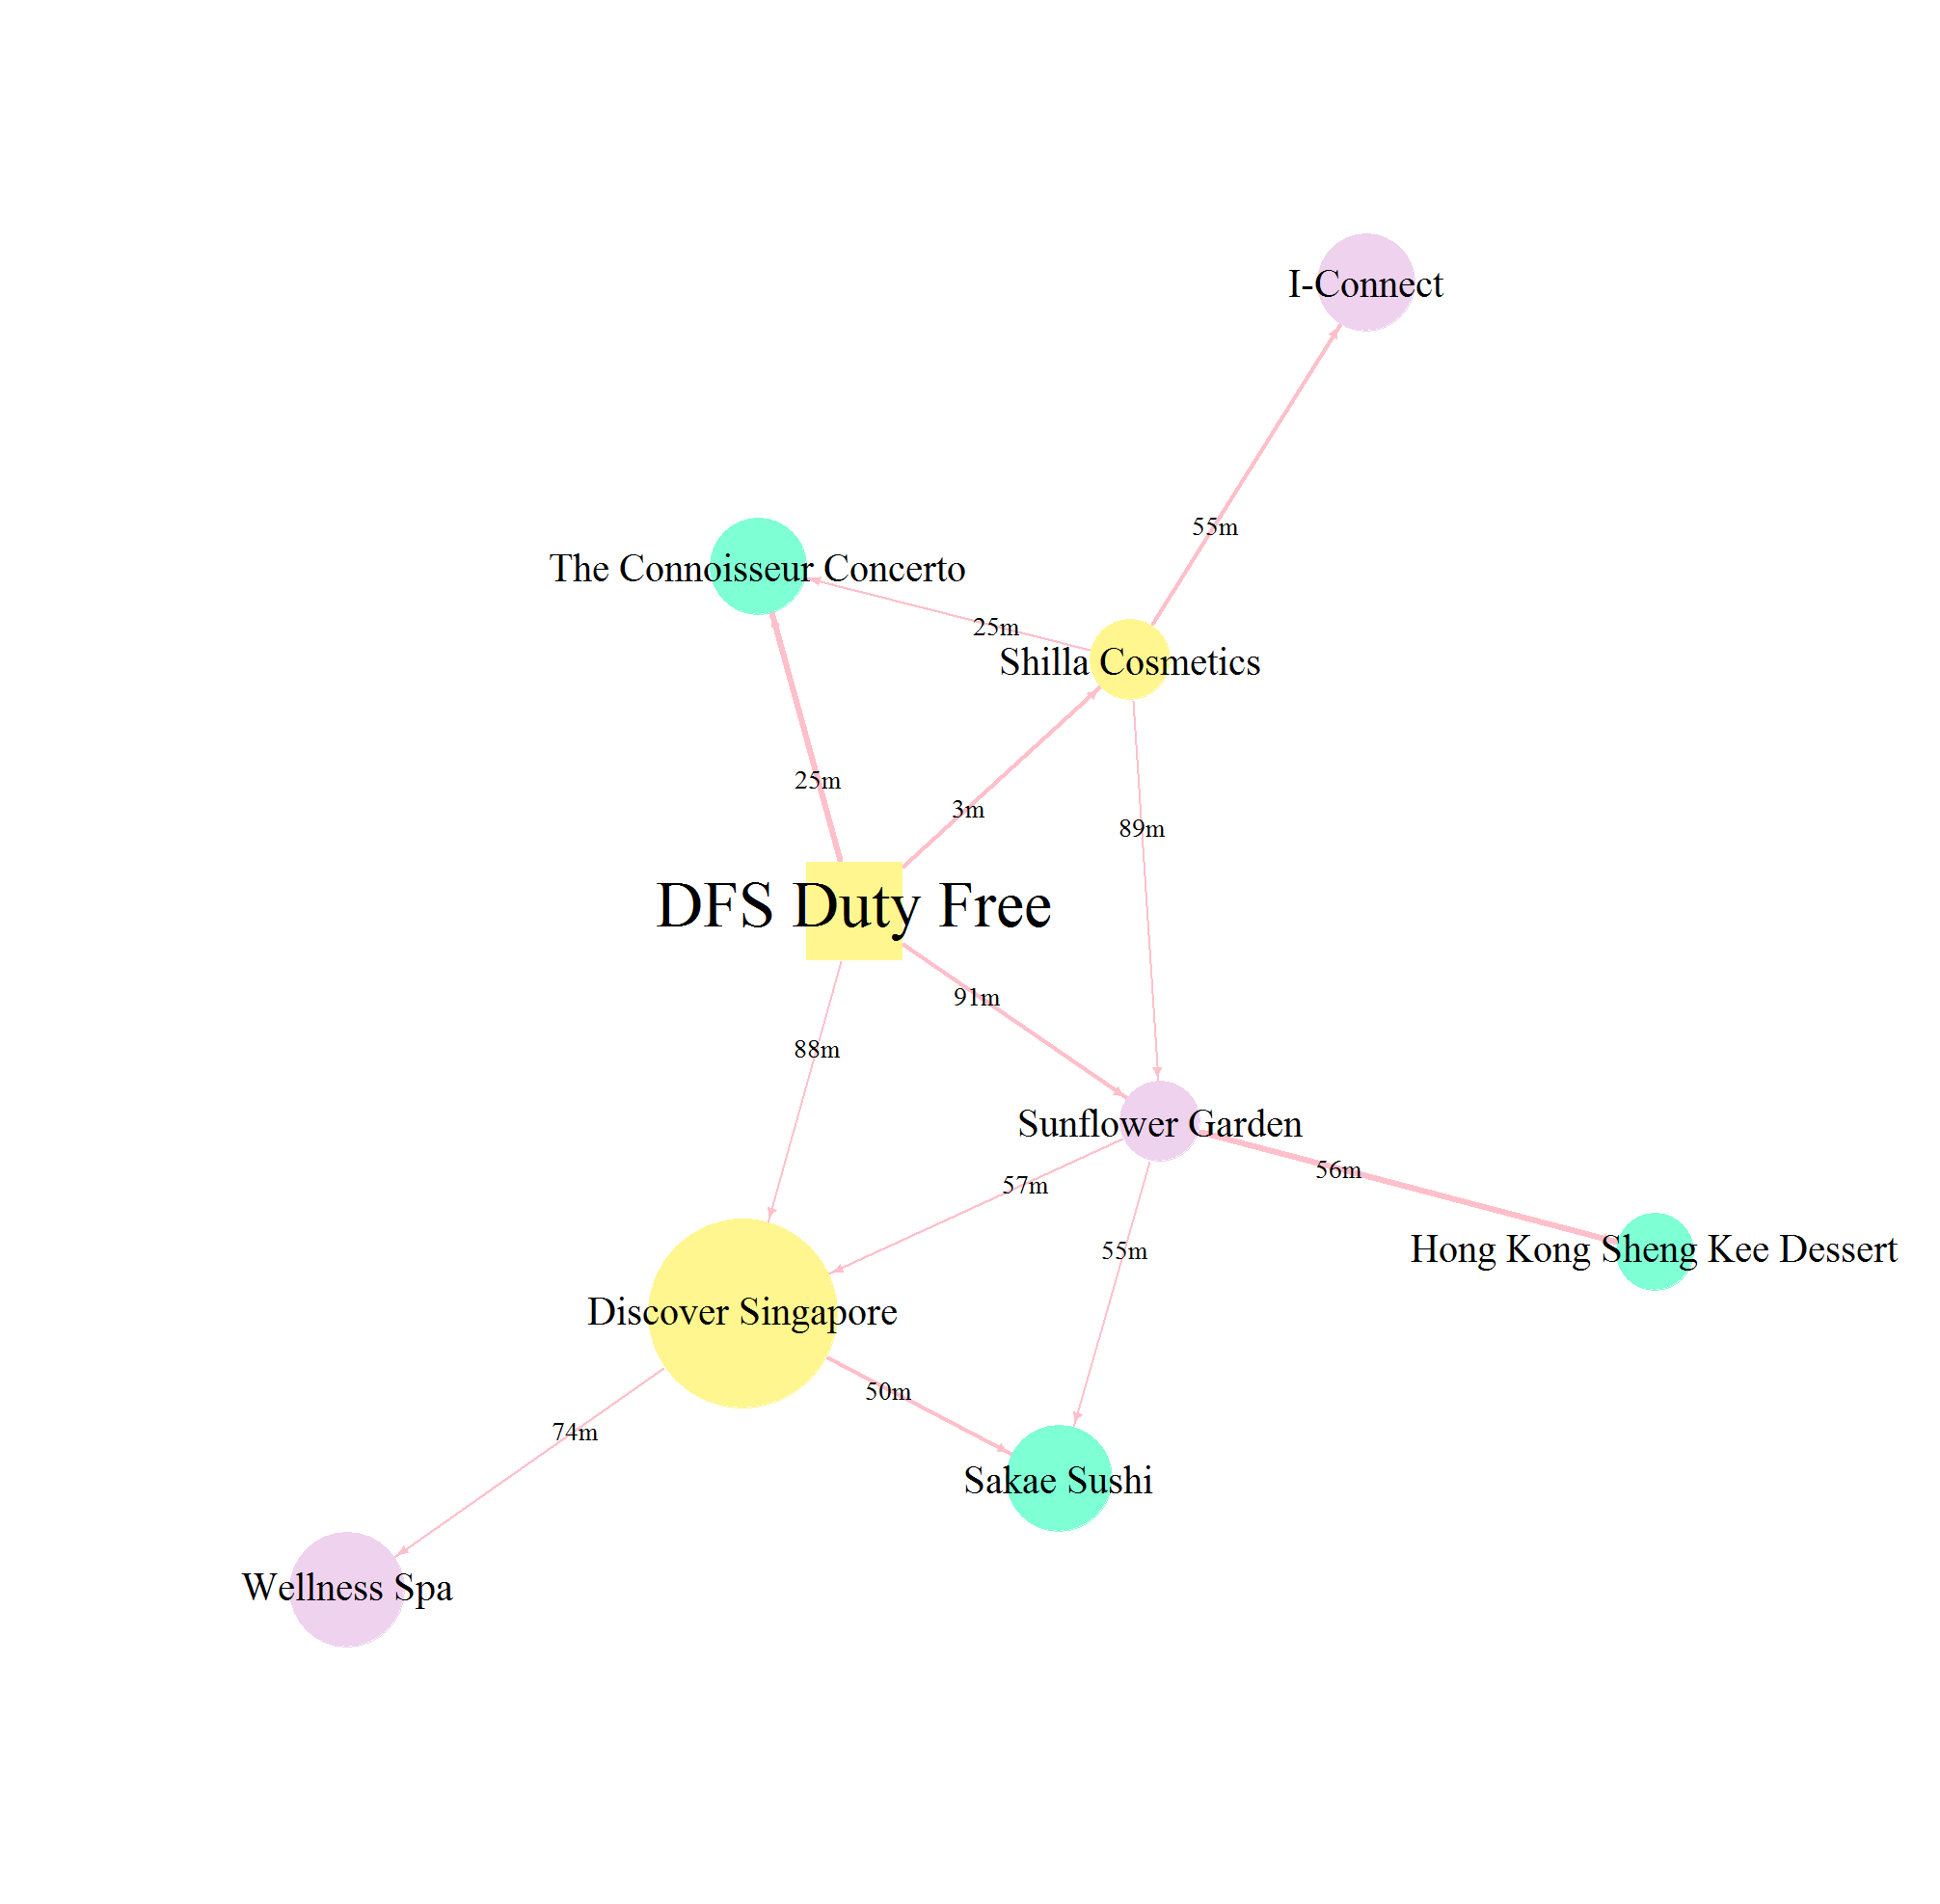 I-Connect
55m
The Connoisseur Concerto
25m
Shilla Cosmetics
25m
3m
89m
DFS Duty Free
91m
88m
Sunflower Garden
56m
57m
55m
Hong Kong Sheng Kee Dessert
Discover Singapore
50m
74m
Sakae Sushi
Wellness Spa